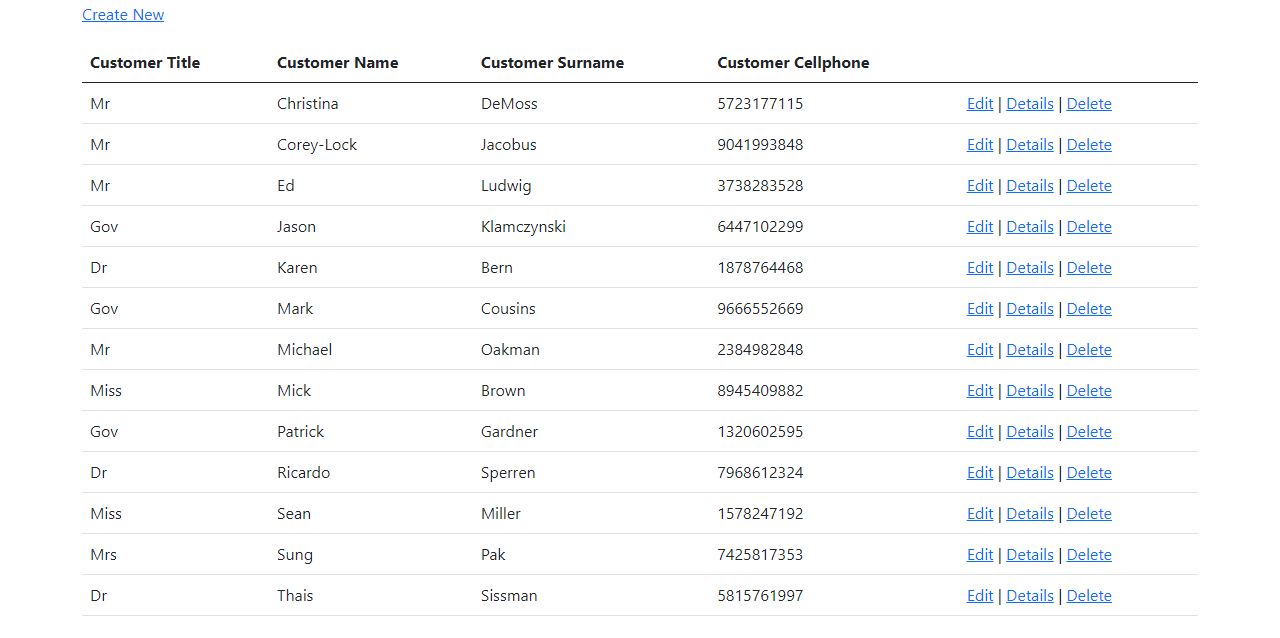 Create New
Customer Title Customer Name Customer Surname Customer Cellphone
Mr Christina DeMoss 5723177115 Edit | Details | Delete
Mr Corey-Lock Jacobus 9041993848 Edit | Details | Delete
Mr Ed Ludwig 3738283528 Edit | Details | Delete
Gov Jason Klamczynski 6447102299 Edit | Details | Delete
Dr Karen Bern 1878764468 Edit | Details | Delete
Gov Mark Cousins 9666552669 Edit | Details | Delete
Mr Michael Oakman 2384982848 Edit | Details | Delete
Miss Mick Brown 8945409882 Edit | Details | Delete
Gov Patrick Gardner 1320602595 Edit | Details | Delete
Dr Ricardo Sperren 7968612324 Edit | Details | Delete
Miss Sean Miller 1578247192 Edit | Details | Delete
Mrs Sung Pak 7425817353 Edit | Details | Delete
Dr Thais Sissman 5815761997 Edit | Details | Delete